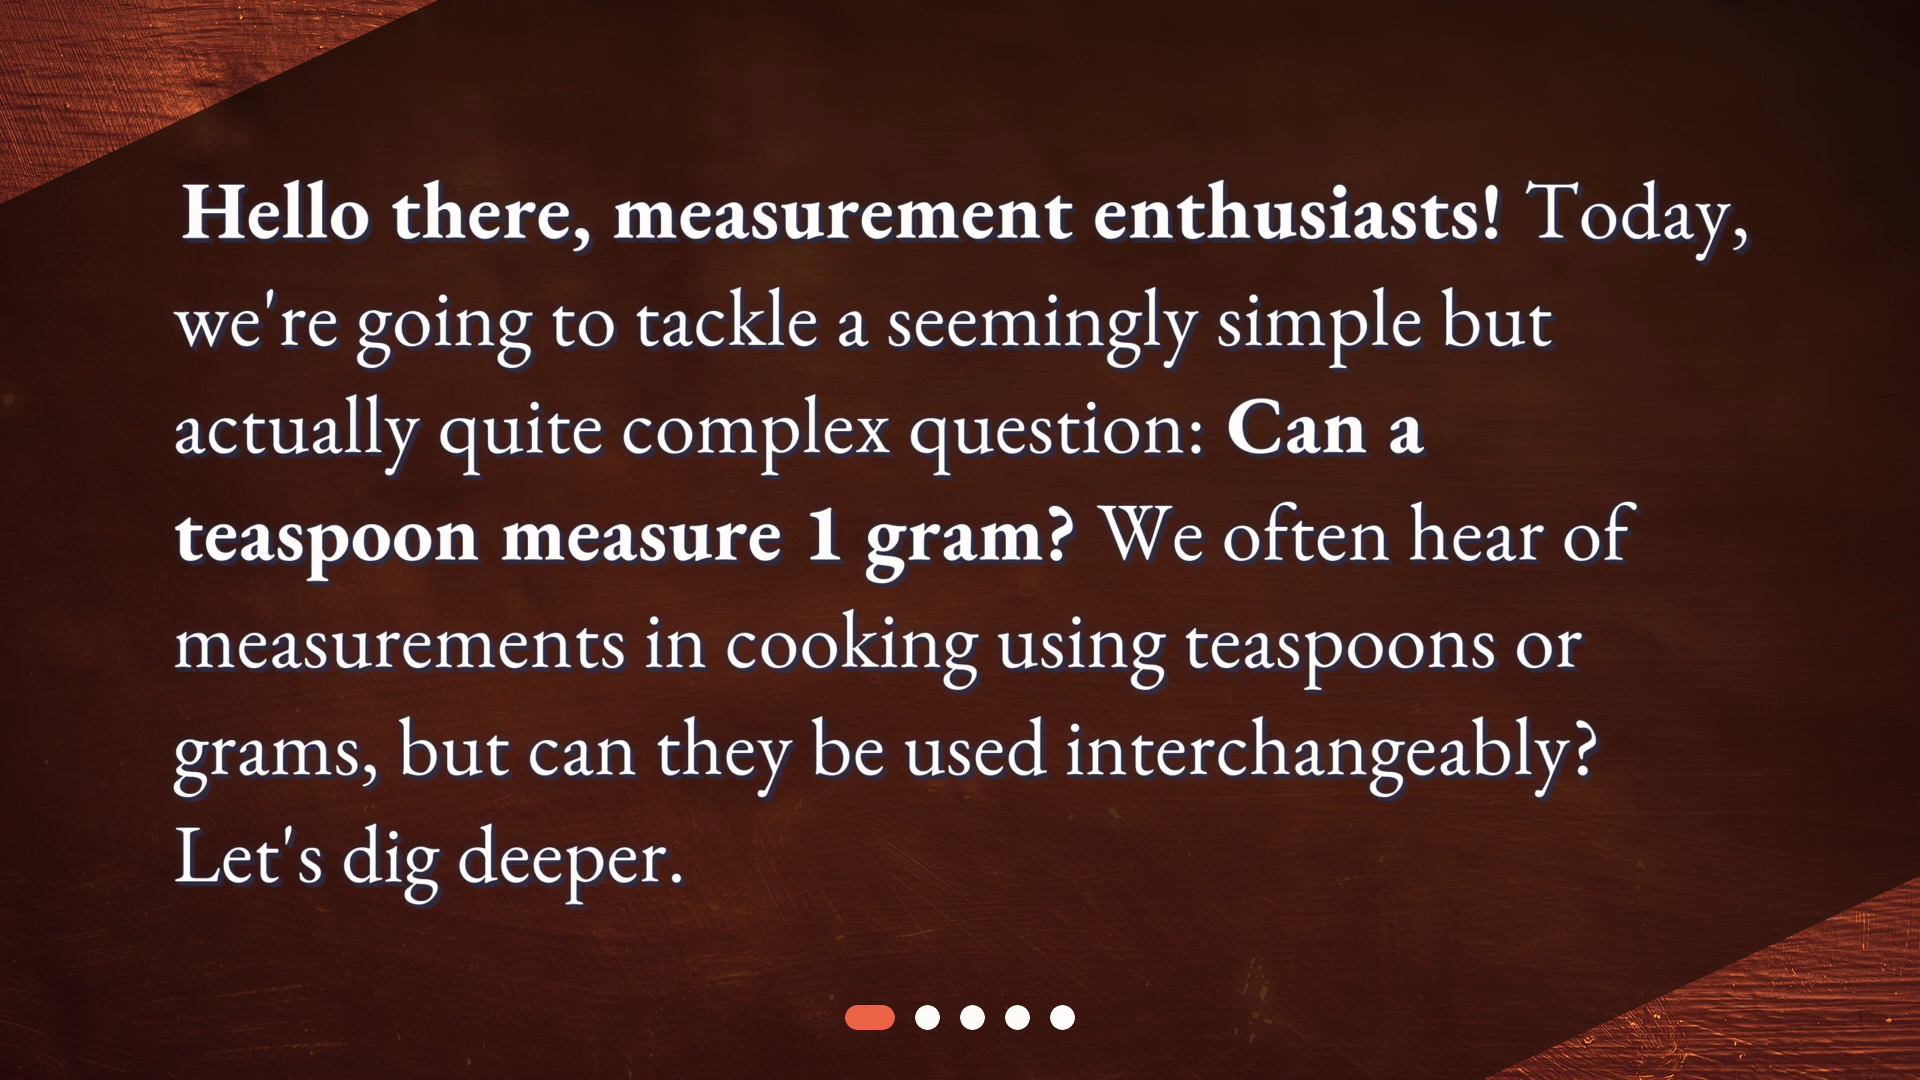 Hello there, measurement enthusiasts! Today,
we're going to tackle a seemingly simple but
actually quite complex question: Can a
teaspoon measure 1 gram? We often hear of
measurements in cooking using teaspoons or
grams, but can they be used interchangeably?
Let's dig deeper.